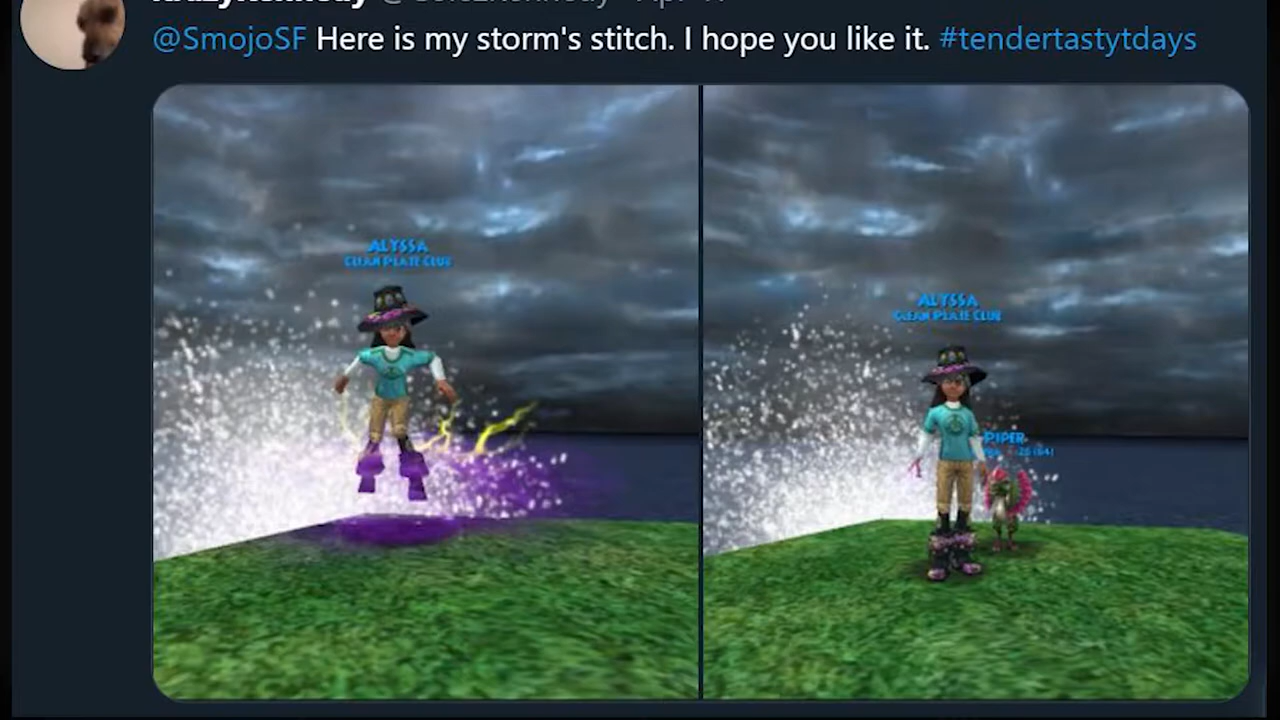 @SmojoSF Here is my storm's stitch. I hope you like it. #tendertastytdays
ALYSSA
CLEAN PLATE CLUB
ALYSSA
CLEAN PLATE CLUB
PIPER